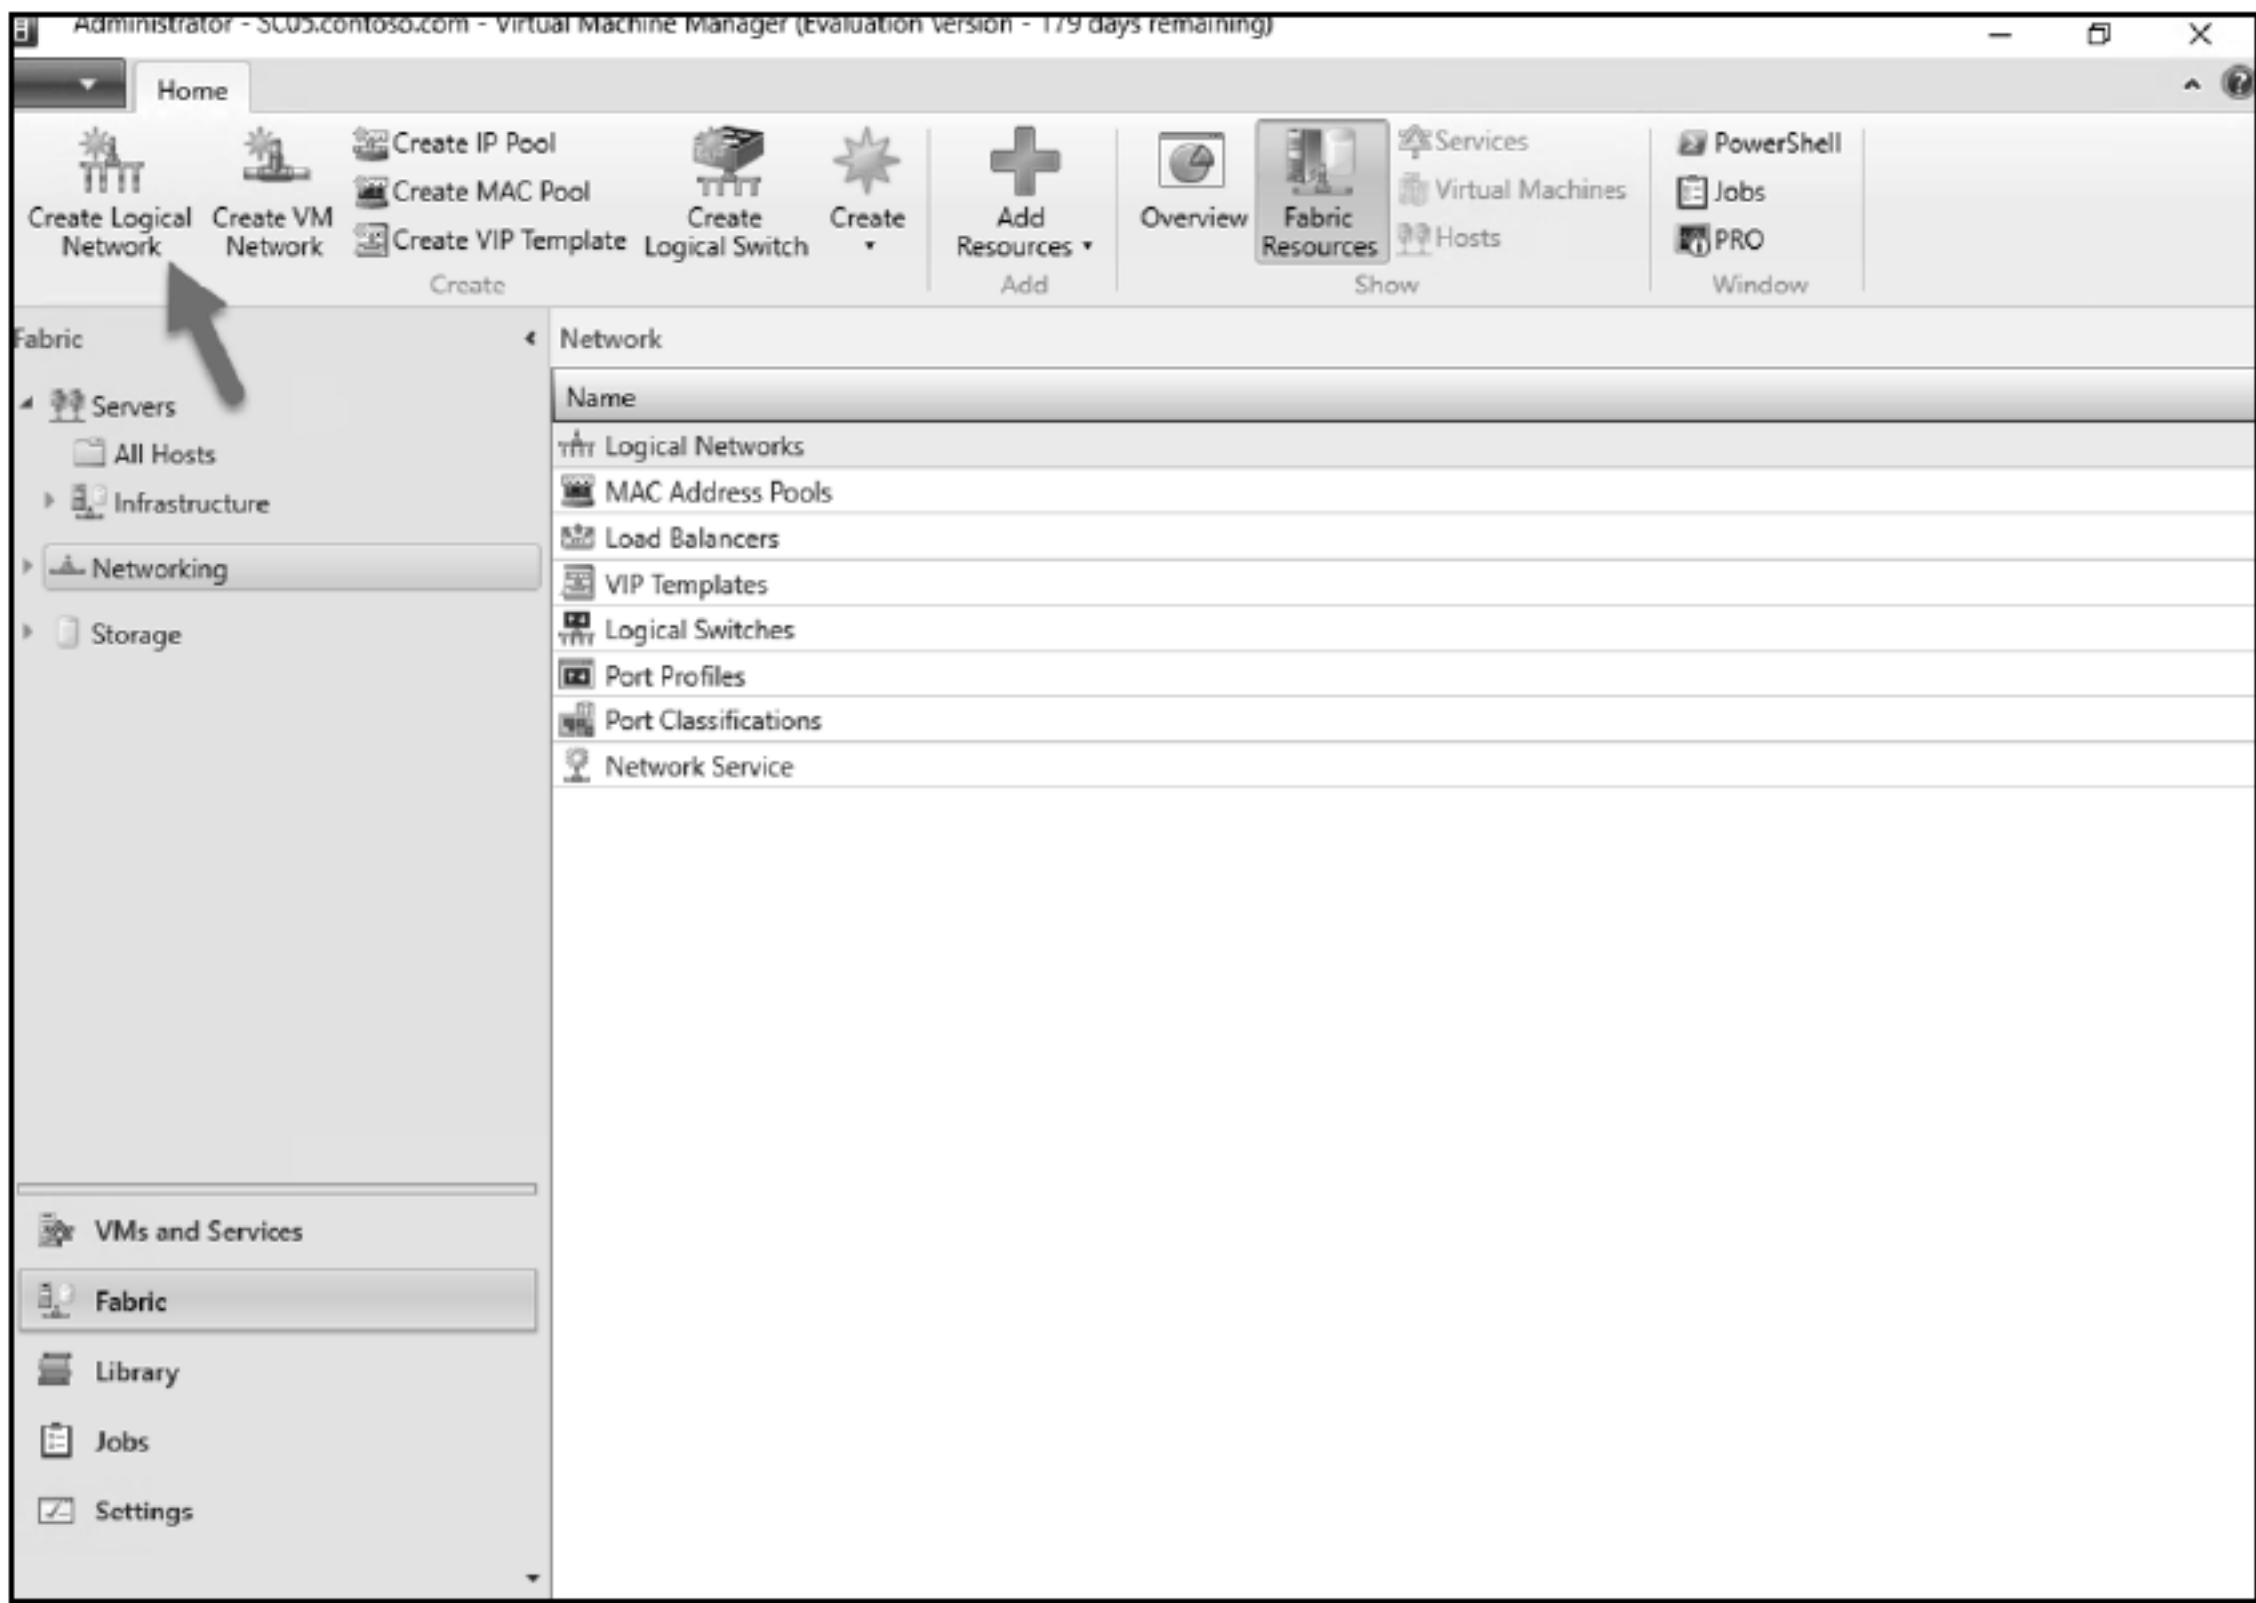 Administrator - SC05.contoso.com - Virtual Machine Manager (Evaluation Version - 179 days remaining)
Home
Create Logical Network
Create VM Network
Create IP Pool
Create MAC Pool
Create VIP Template
Create Logical Switch
Create
Add Resources
Overview
Fabric Resources
Services
Virtual Machines
Hosts
PowerShell
Jobs
PRO
Create
Add
Show
Window
Fabric
Servers
All Hosts
Infrastructure
Networking
Storage
Network
Name
Logical Networks
MAC Address Pools
Load Balancers
VIP Templates
Logical Switches
Port Profiles
Port Classifications
Network Service
VMs and Services
Fabric
Library
Jobs
Settings